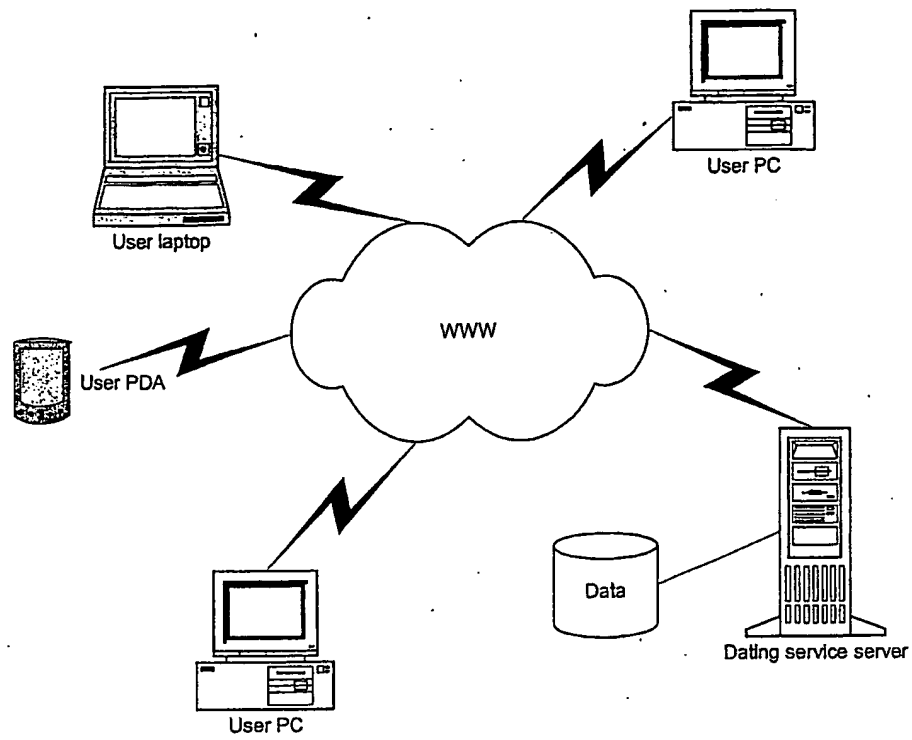 User PC
User laptop
WWW
User PDA
Data
Dating service server
User PC